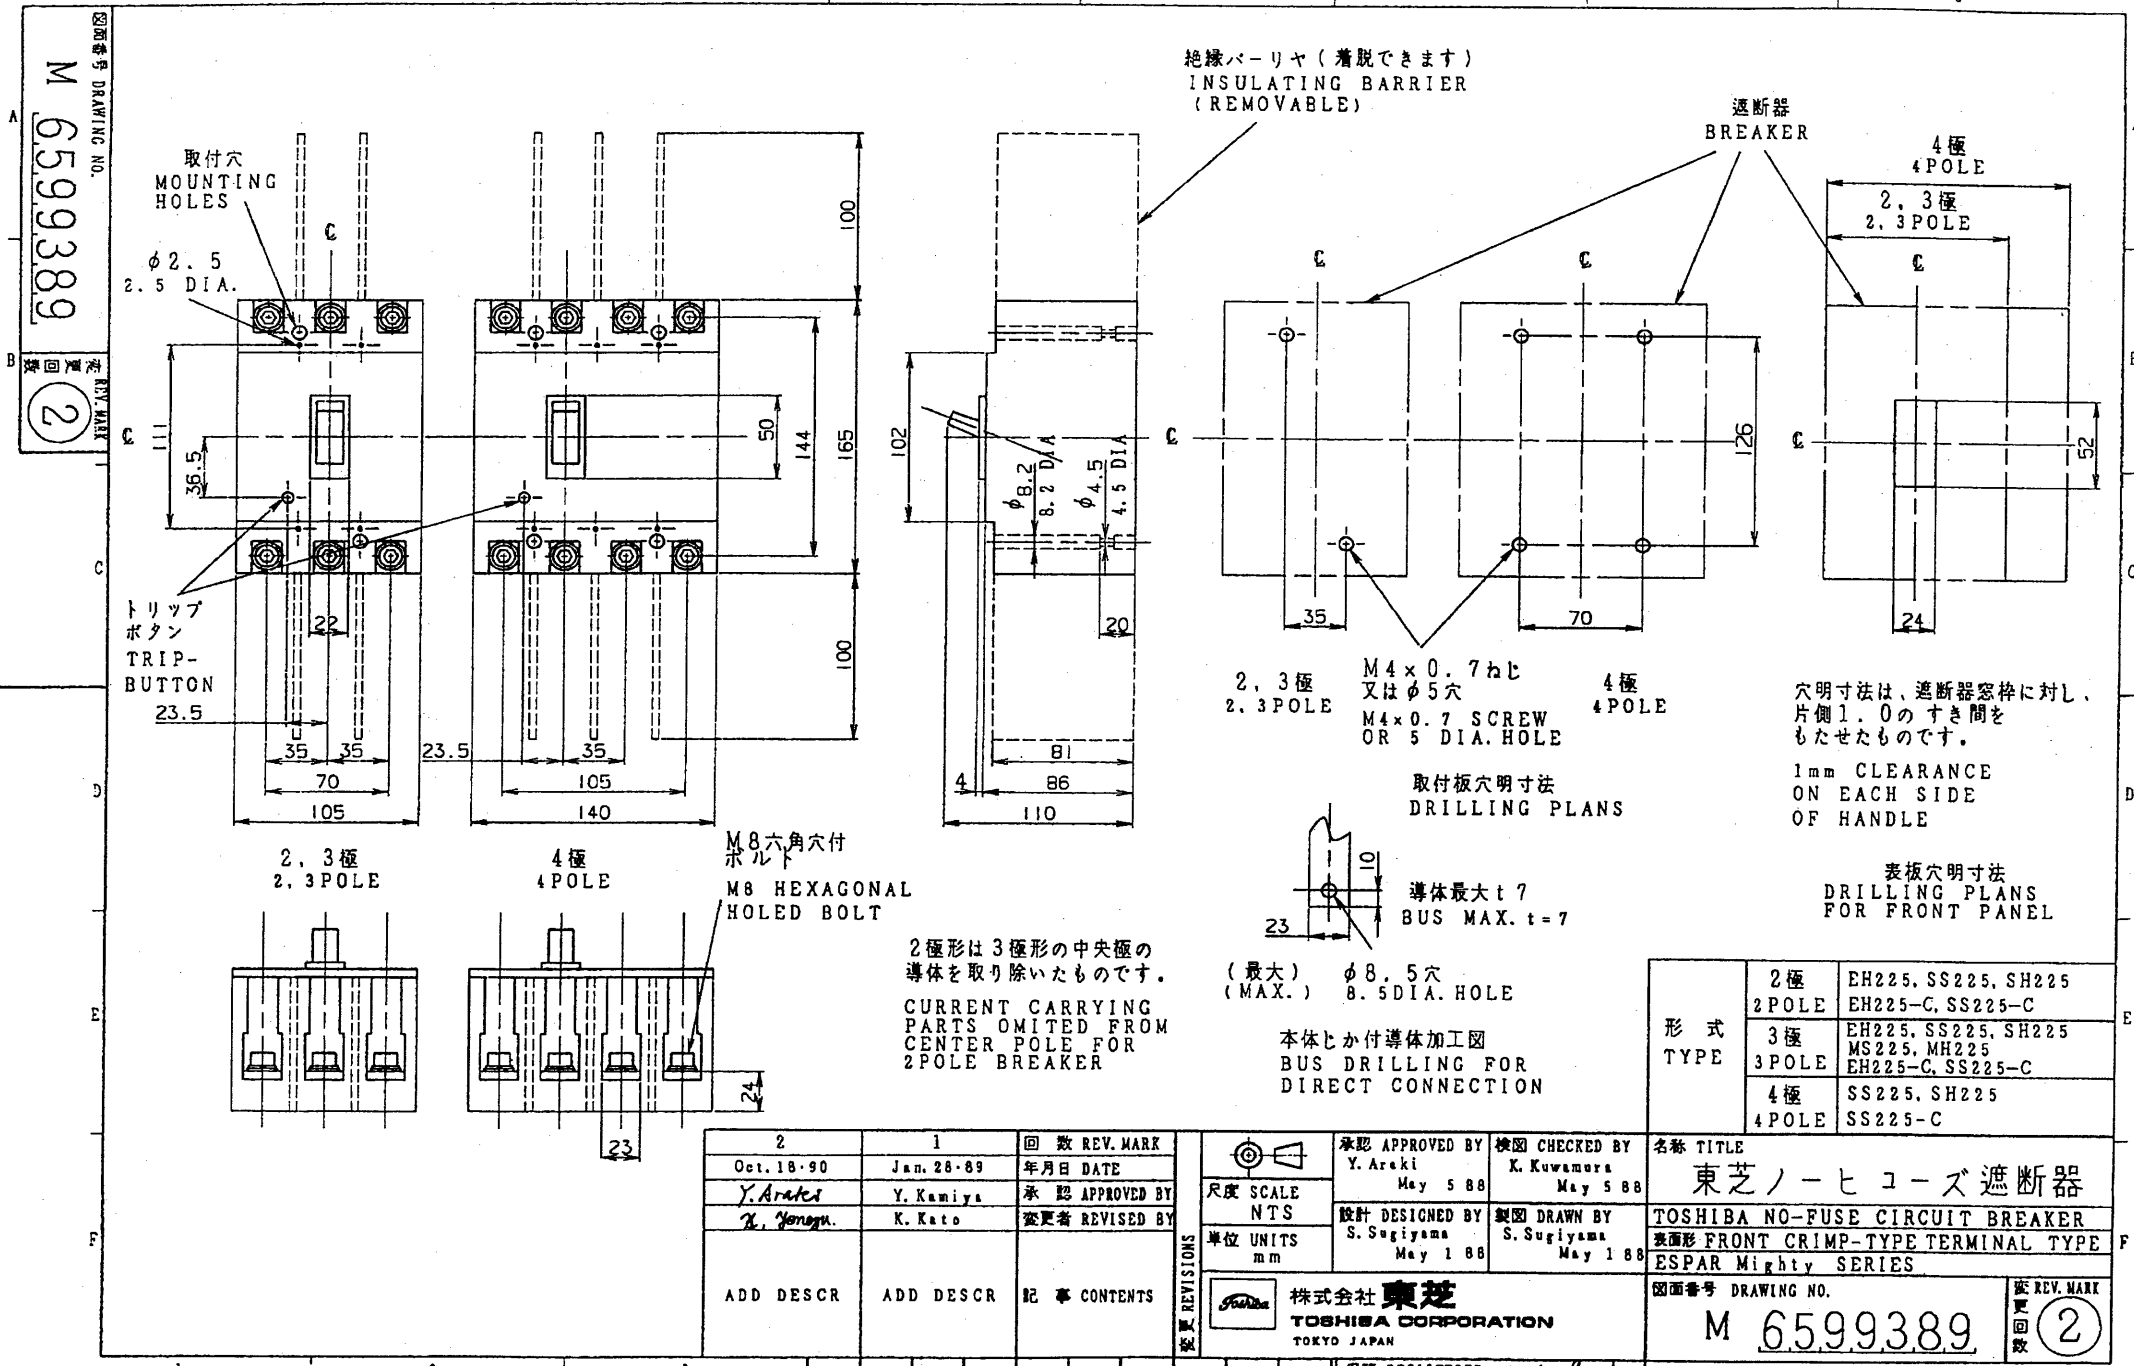 図面番号 DRAWING NO.
M 6599389
変更回数 REV. MARK
2
A
B
C
D
E
F
取付穴
MOUNTING
HOLES
φ2.5
2.5 DIA.
℄
℄
111
36.5
トリップ
ボタン
TRIP-
BUTTON
23.5
22
35
35
70
105
2, 3極
2, 3POLE
23.5
35
105
140
4極
4POLE
50
144
165
100
100
M8六角穴付
ボルト
M8 HEXAGONAL
HOLED BOLT
24
23
絶縁バーリヤ(着脱できます)
INSULATING BARRIER
(REMOVABLE)
102
φ8.2
8.2 DIA
φ4.5
4.5 DIA
20
81
4
86
110
2極形は3極形の中央極の
導体を取り除いたものです。
CURRENT CARRYING
PARTS OMITED FROM
CENTER POLE FOR
2POLE BREAKER
遮断器
BREAKER
℄
℄
℄
35
126
70
2, 3極
2, 3POLE
M4×0.7ねじ
又はφ5穴
M4×0.7 SCREW
OR 5 DIA. HOLE
4極
4POLE
取付板穴明寸法
DRILLING PLANS
10
23
(最大)
(MAX.)
導体最大t7
BUS MAX. t=7
φ8.5穴
8.5DIA. HOLE
本体じか付導体加工図
BUS DRILLING FOR
DIRECT CONNECTION
4極
4POLE
2, 3極
2, 3POLE
℄
℄
52
24
穴明寸法は、遮断器窓枠に対し、
片側1.0のすき間を
もたせたものです。
1mm CLEARANCE
ON EACH SIDE
OF HANDLE
表板穴明寸法
DRILLING PLANS
FOR FRONT PANEL
形式
TYPE
2極
2POLE
EH225, SS225, SH225
EH225-C, SS225-C
3極
3POLE
EH225, SS225, SH225
MS225, MH225
EH225-C, SS225-C
4極
4POLE
SS225, SH225
SS225-C
2 1 回数 REV. MARK
Oct. 18・90 Jan. 28・89 年月日 DATE
Y. Araki Y. Kamiya 承認 APPROVED BY
K. Yonezu. K. Kato 変更者 REVISED BY
ADD DESCR ADD DESCR 記事 CONTENTS
変更 REVISIONS
尺度 SCALE
NTS
単位 UNITS
mm
承認 APPROVED BY
Y. Araki
May 5 88
検図 CHECKED BY
K. Kuwamura
May 5 88
設計 DESIGNED BY
S. Sugiyama
May 1 88
製図 DRAWN BY
S. Sugiyama
May 1 88
Toshiba
株式会社 東芝
TOSHIBA CORPORATION
TOKYO JAPAN
名称 TITLE
東芝ノーヒューズ遮断器
TOSHIBA NO-FUSE CIRCUIT BREAKER
表面形 FRONT CRIMP-TYPE TERMINAL TYPE
ESPAR Mighty SERIES
図面番号 DRAWING NO.
M 6599389
変更回数 REV. MARK
2